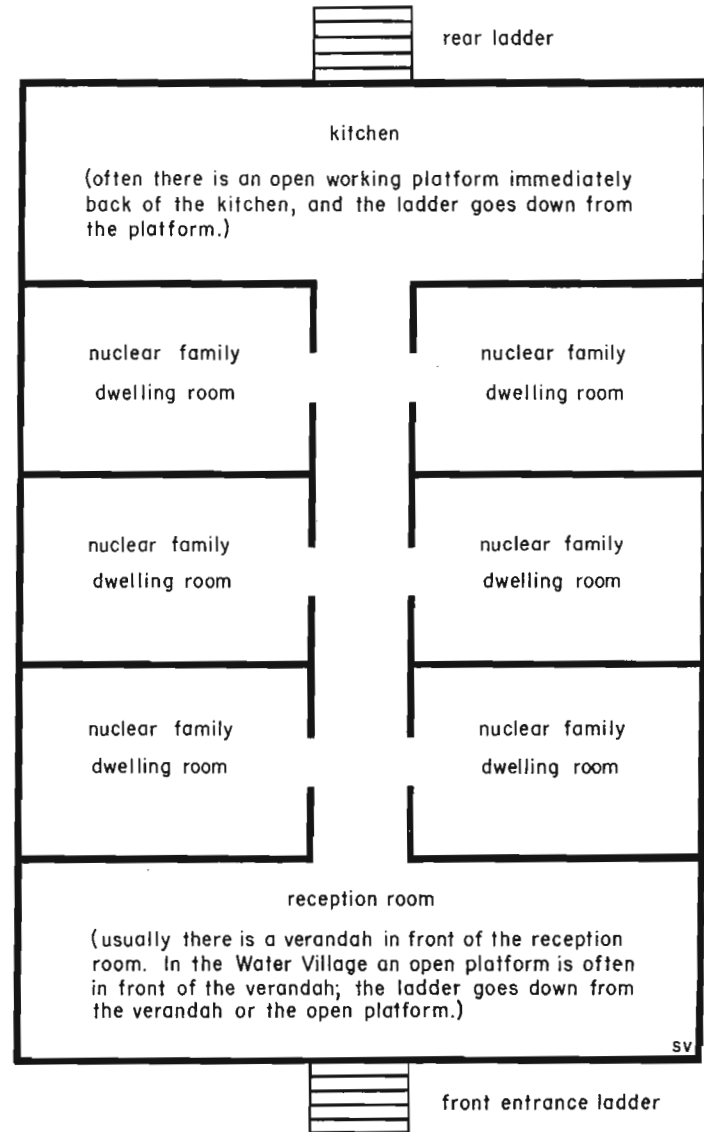 rear ladder
kitchen
(often there is an open working platform immediately
back of the kitchen, and the ladder goes down from
the platform.)
nuclear family
dwelling room
nuclear family
dwelling room
nuclear family
dwelling room
nuclear family
dwelling room
nuclear family
dwelling room
nuclear family
dwelling room
reception room
(usually there is a verandah in front of the reception
room. In the Water Village an open platform is often
in front of the verandah; the ladder goes down from
the verandah or the open platform.)
SV
front entrance ladder